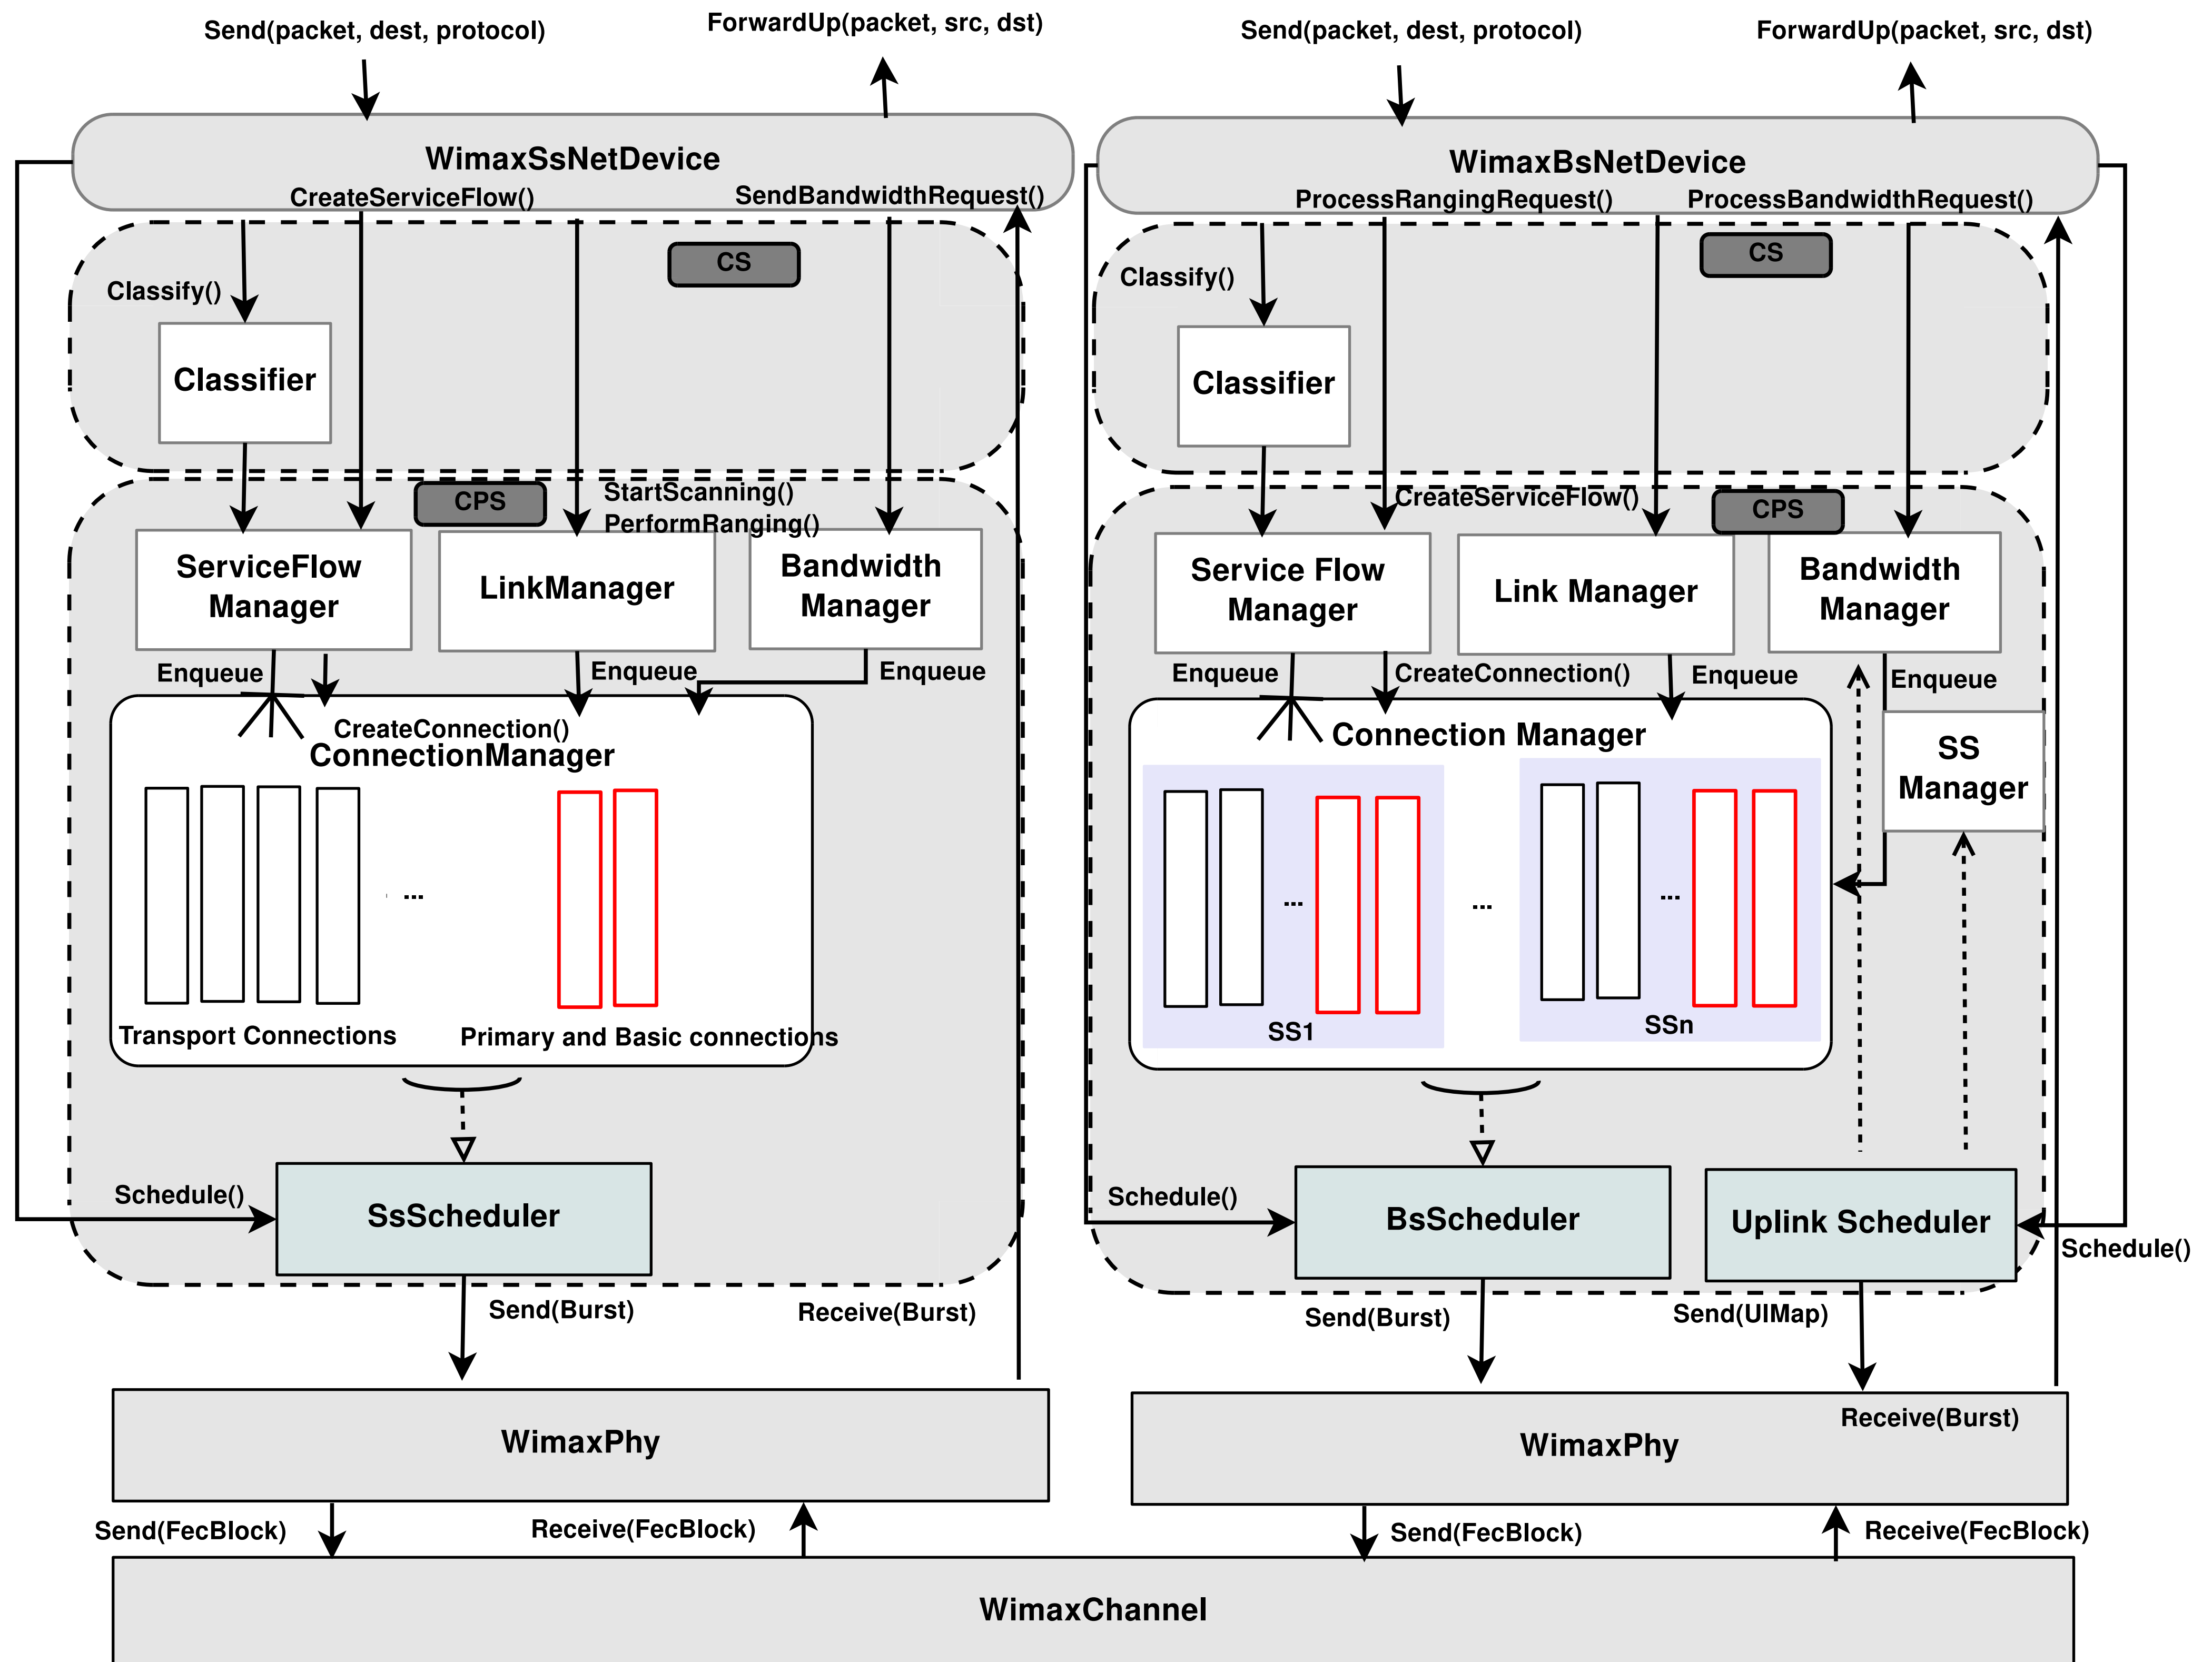 Send(packet, dest, protocol)
ForwardUp(packet, src, dst)
WimaxSsNetDevice
CreateServiceFlow()
SendBandwidthRequest()
CS
Classify()
Classifier
CPS
StartScanning()
PerformRanging()
ServiceFlow
Manager
LinkManager
Bandwidth
Manager
Enqueue
Enqueue
Enqueue
CreateConnection()
ConnectionManager
...
Transport Connections
Primary and Basic connections
Schedule()
SsScheduler
Send(Burst)
Receive(Burst)
WimaxPhy
Send(FecBlock)
Receive(FecBlock)
Send(packet, dest, protocol)
ForwardUp(packet, src, dst)
WimaxBsNetDevice
ProcessRangingRequest()
ProcessBandwidthRequest()
CS
Classify()
Classifier
CreateServiceFlow()
CPS
Service Flow
Manager
Link Manager
Bandwidth
Manager
Enqueue
CreateConnection()
Enqueue
Enqueue
Connection Manager
SS
Manager
...
...
...
SS1
SSn
Schedule()
BsScheduler
Uplink Scheduler
Schedule()
Send(Burst)
Send(UlMap)
Receive(Burst)
WimaxPhy
Send(FecBlock)
Receive(FecBlock)
WimaxChannel